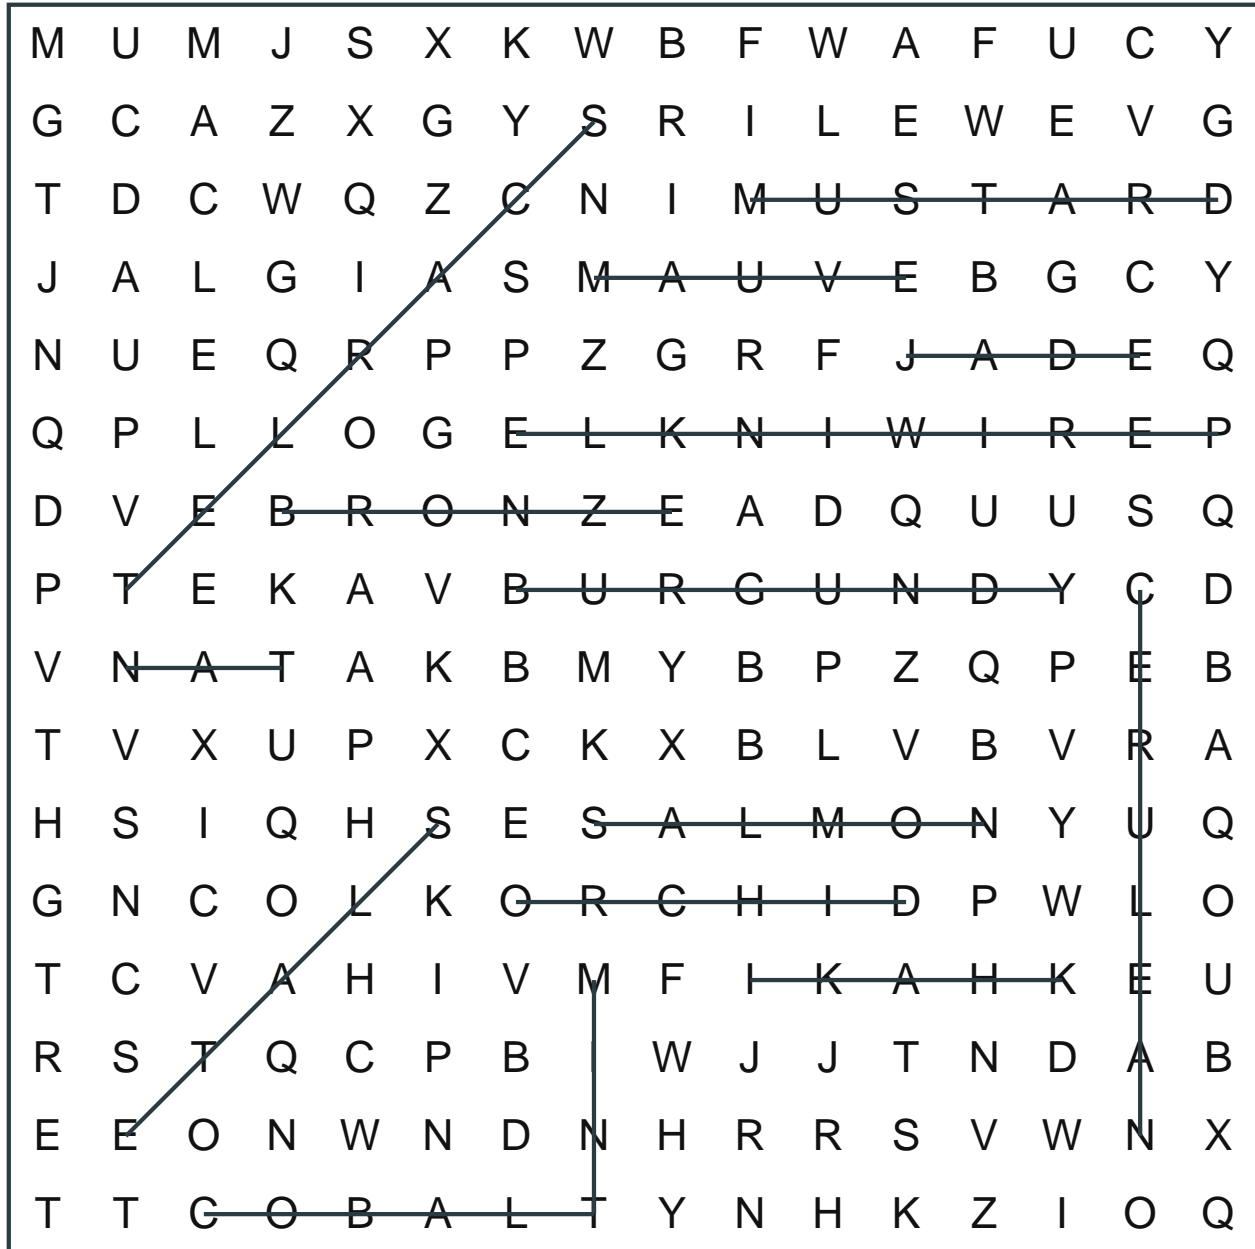 M U M J S X K W B F W A F U C Y
G C A Z X G Y S R I L E W E V G
T D C W Q Z C N I M U S T A R D
J A L G I A S M A U V E B G C Y
N U E Q R P P Z G R F J A D E Q
Q P L L O G E L K N I W I R E P
D V E B R O N Z E A D Q U U S Q
P T E K A V B U R G U N D Y C D
V N A T A K B M Y B P Z Q P E B
T V X U P X C K X B L V B V R A
H S I Q H S E S A L M O N Y U Q
G N C O L K O R C H I D P W L O
T C V A H I V M F I K A H K E U
R S T Q C P B I W J J T N D A B
E E O N W N D N H R R S V W N X
T T C O B A L T Y N H K Z I O Q